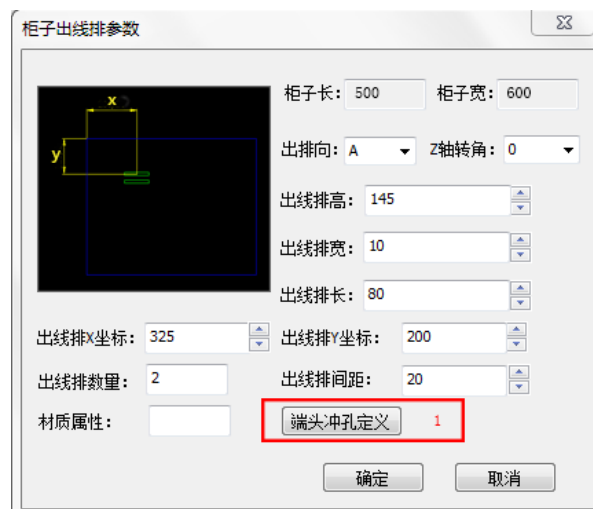 柜子出线排参数
x
y
柜子长： 500 柜子宽： 600
出排向： A Z轴转角： 0
出线排高： 145
出线排宽： 10
出线排长： 80
出线排X坐标： 325 出线排Y坐标： 200
出线排数量： 2 出线排间距： 20
材质属性： 端头冲孔定义 1
确定 取消